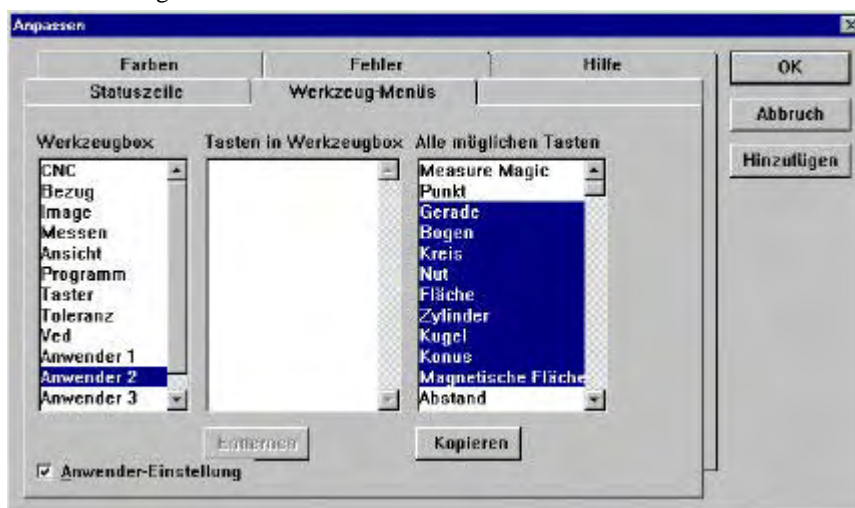 Anpassen
Farben
Fehler
Hilfe
Statuszeile
Werkzeug-Menüs
OK
Abbruch
Hinzufügen
Werkzeugbox
CNC
Bezug
Image
Messen
Ansicht
Programm
Taster
Toleranz
Ved
Anwender 1
Anwender 2
Anwender 3
Tasten in Werkzeugbox
Entfernen
Alle möglichen Tasten
Measure Magic
Punkt
Gerade
Bogen
Kreis
Nut
Fläche
Zylinder
Kugel
Konus
Magnetische Fläche
Abstand
Kopieren
Anwender-Einstellung